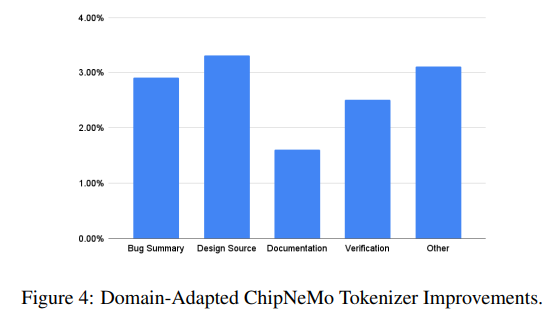 4.00%
3.00%
2.00%
1.00%
0.00%
Bug Summary Design Source Documentation Verification Other
Figure 4: Domain-Adapted ChipNeMo Tokenizer Improvements.